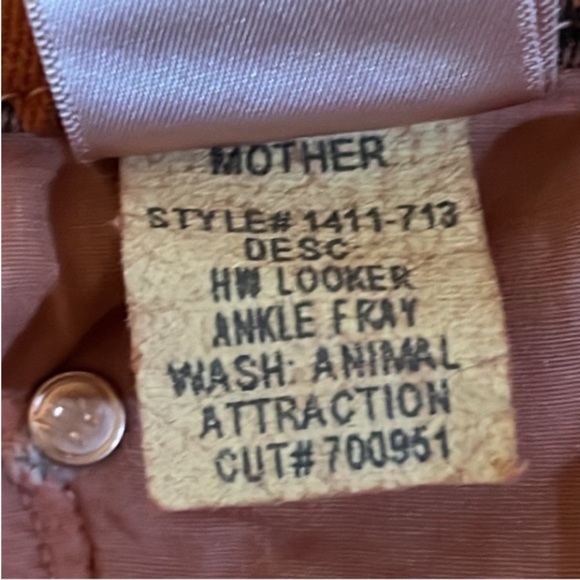 MOTHER
STYLE# 1411-713
DESC:
HW LOOKER
ANKLE FRAY
WASH: ANIMAL
ATTRACTION
CUT# 700951